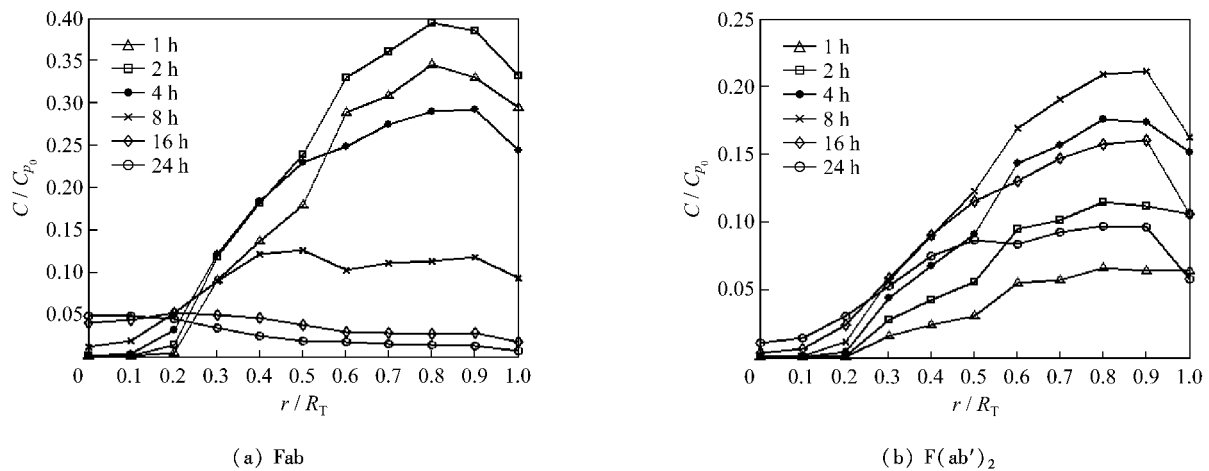 0.40
0.35
0.30
0.25
0.20
0.15
0.10
0.05
0
C / C_{p_0}
1 h
2 h
4 h
8 h
16 h
24 h
0.1 0.2 0.3 0.4 0.5 0.6 0.7 0.8 0.9 1.0
r / R_T
(a) Fab
0.25
0.20
0.15
0.10
0.05
0
C / C_{p_0}
1 h
2 h
4 h
8 h
16 h
24 h
0.1 0.2 0.3 0.4 0.5 0.6 0.7 0.8 0.9 1.0
r / R_T
(b) F(ab′)₂